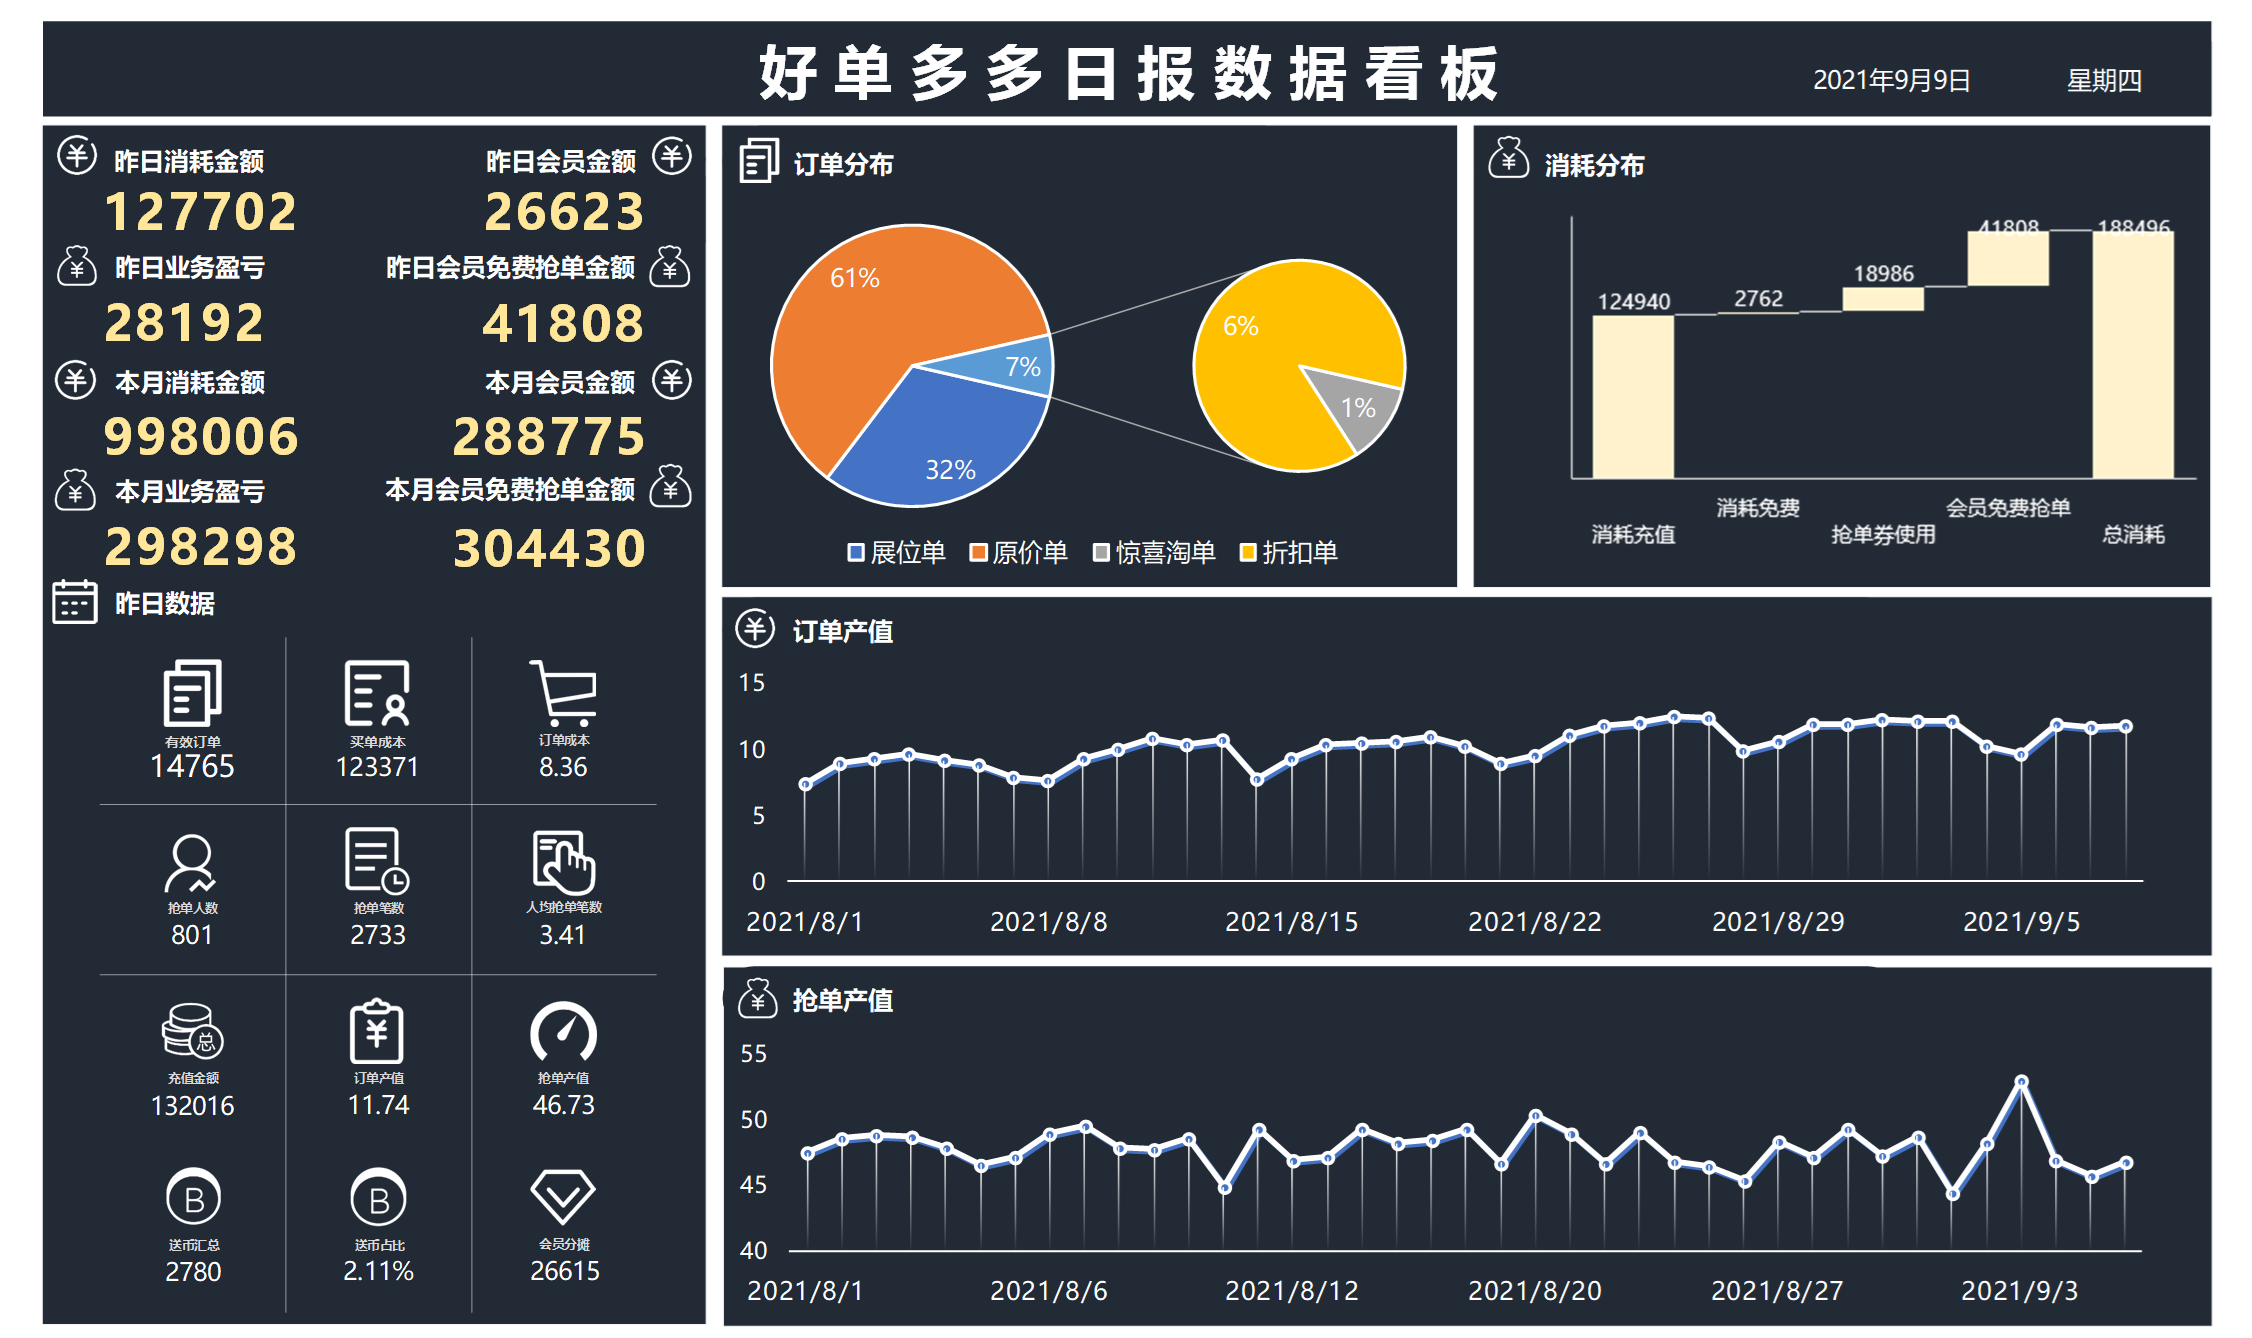 好单多多日报数据看板
2021年9月9日 星期四
昨日消耗金额 昨日会员金额
127702 26623
昨日业务盈亏 昨日会员免费抢单金额
28192 41808
本月消耗金额 本月会员金额
998006 288775
本月业务盈亏 本月会员免费抢单金额
298298 304430
昨日数据
有效订单 买单成本 订单成本
14765 123371 8.36
抢单人数 抢单笔数 人均抢单笔数
801 2733 3.41
总
充值金额 订单产值 抢单产值
132016 11.74 46.73
B B
送币汇总 送币占比 会员分摊
2780 2.11% 26615
订单分布
61%
7%
32%
6%
1%
展位单 原价单 惊喜淘单 折扣单
消耗分布
124940 2762 18986 41808 188496
消耗充值 消耗免费 抢单券使用 会员免费抢单 总消耗
订单产值
15
10
5
0
2021/8/1 2021/8/8 2021/8/15 2021/8/22 2021/8/29 2021/9/5
抢单产值
55
50
45
40
2021/8/1 2021/8/6 2021/8/12 2021/8/20 2021/8/27 2021/9/3